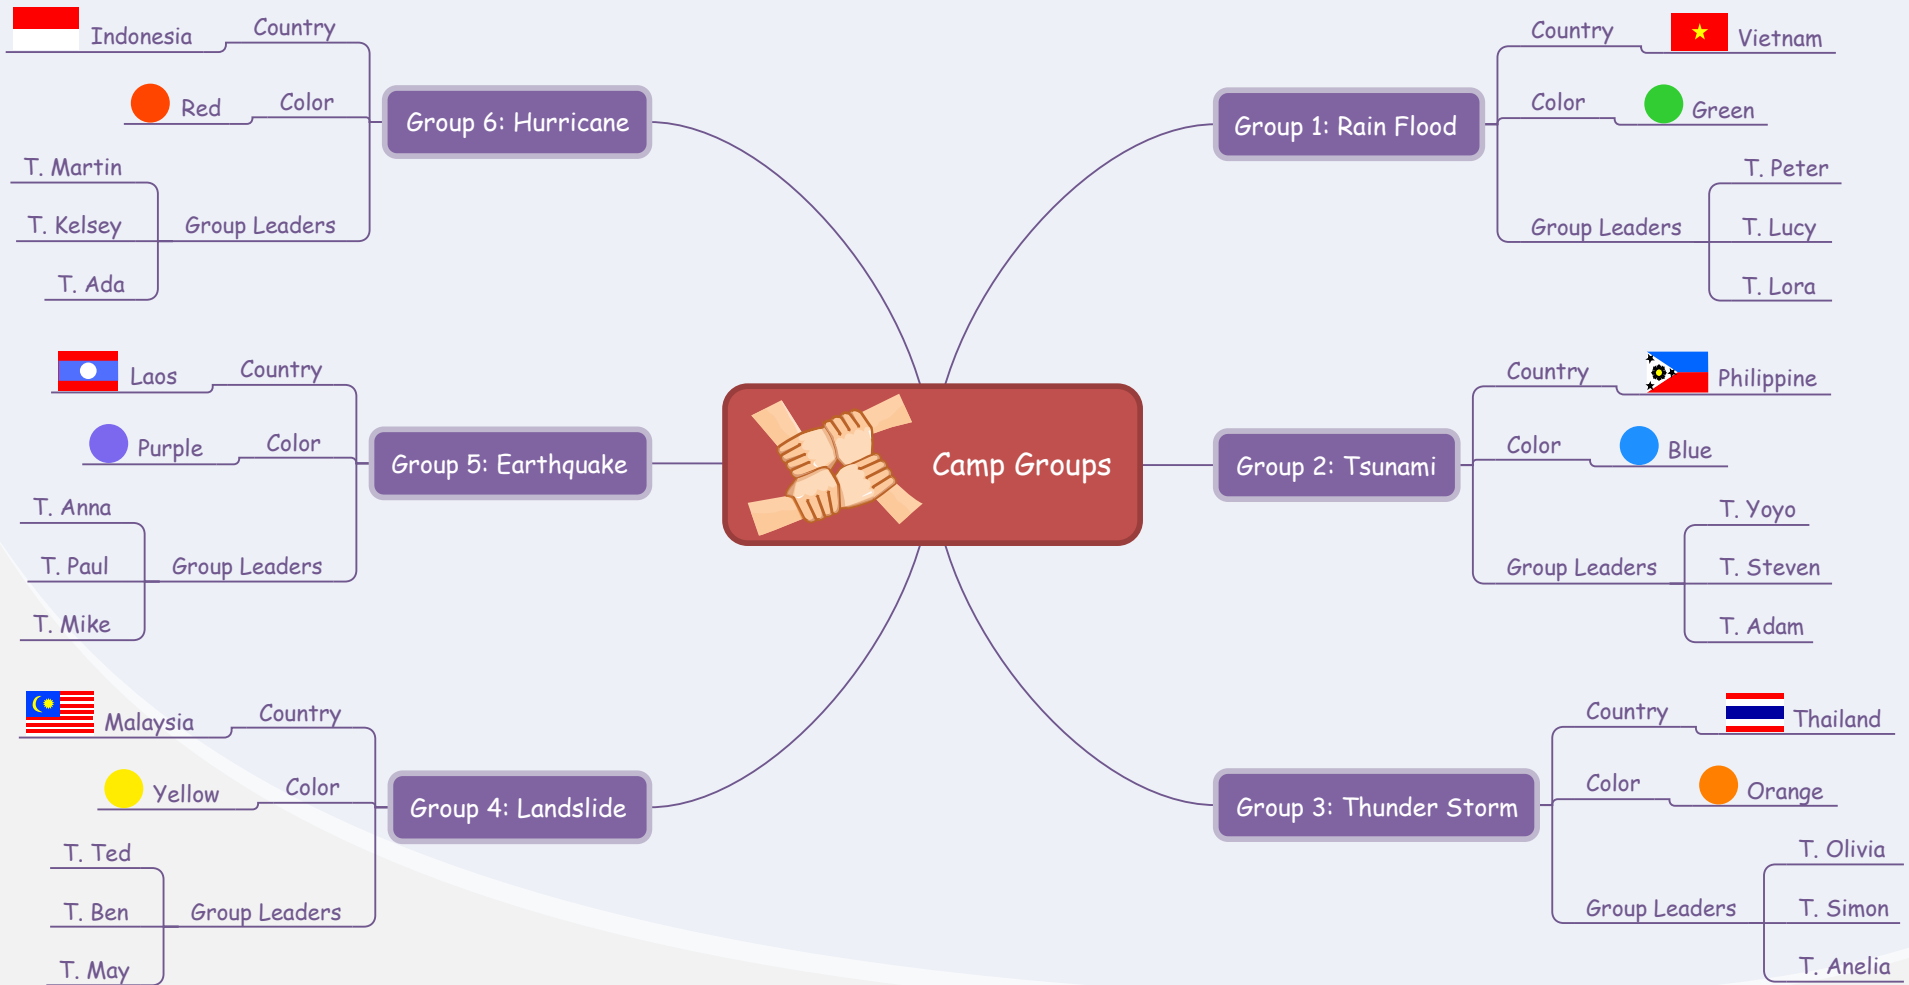 Camp Groups
Group 1: Rain Flood
Country
Vietnam
Color
Green
Group Leaders
T. Peter
T. Lucy
T. Lora
Group 2: Tsunami
Country
Philippine
Color
Blue
Group Leaders
T. Yoyo
T. Steven
T. Adam
Group 3: Thunder Storm
Country
Thailand
Color
Orange
Group Leaders
T. Olivia
T. Simon
T. Anelia
Group 4: Landslide
Country
Malaysia
Color
Yellow
Group Leaders
T. Ted
T. Ben
T. May
Group 5: Earthquake
Country
Laos
Color
Purple
Group Leaders
T. Anna
T. Paul
T. Mike
Group 6: Hurricane
Country
Indonesia
Color
Red
Group Leaders
T. Martin
T. Kelsey
T. Ada